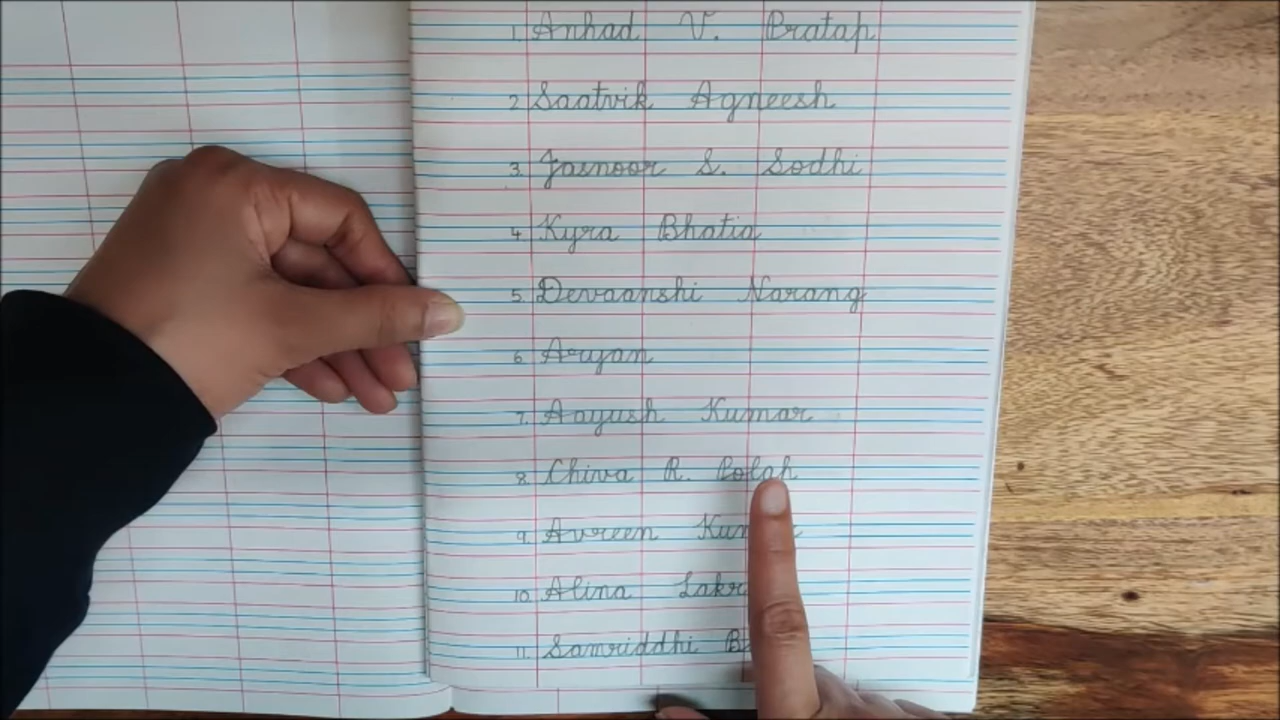 1. Anhad V. Pratap
2. Saatvik Agneesh
3. Jasnoor S. Sodhi
4. Kyra Bhatia
5. Devaanshi Narang
6. Aryan
7. Aayush Kumar
8. Chiva R. Polah
9. Avreen
10. Alina
11. Samriddhi